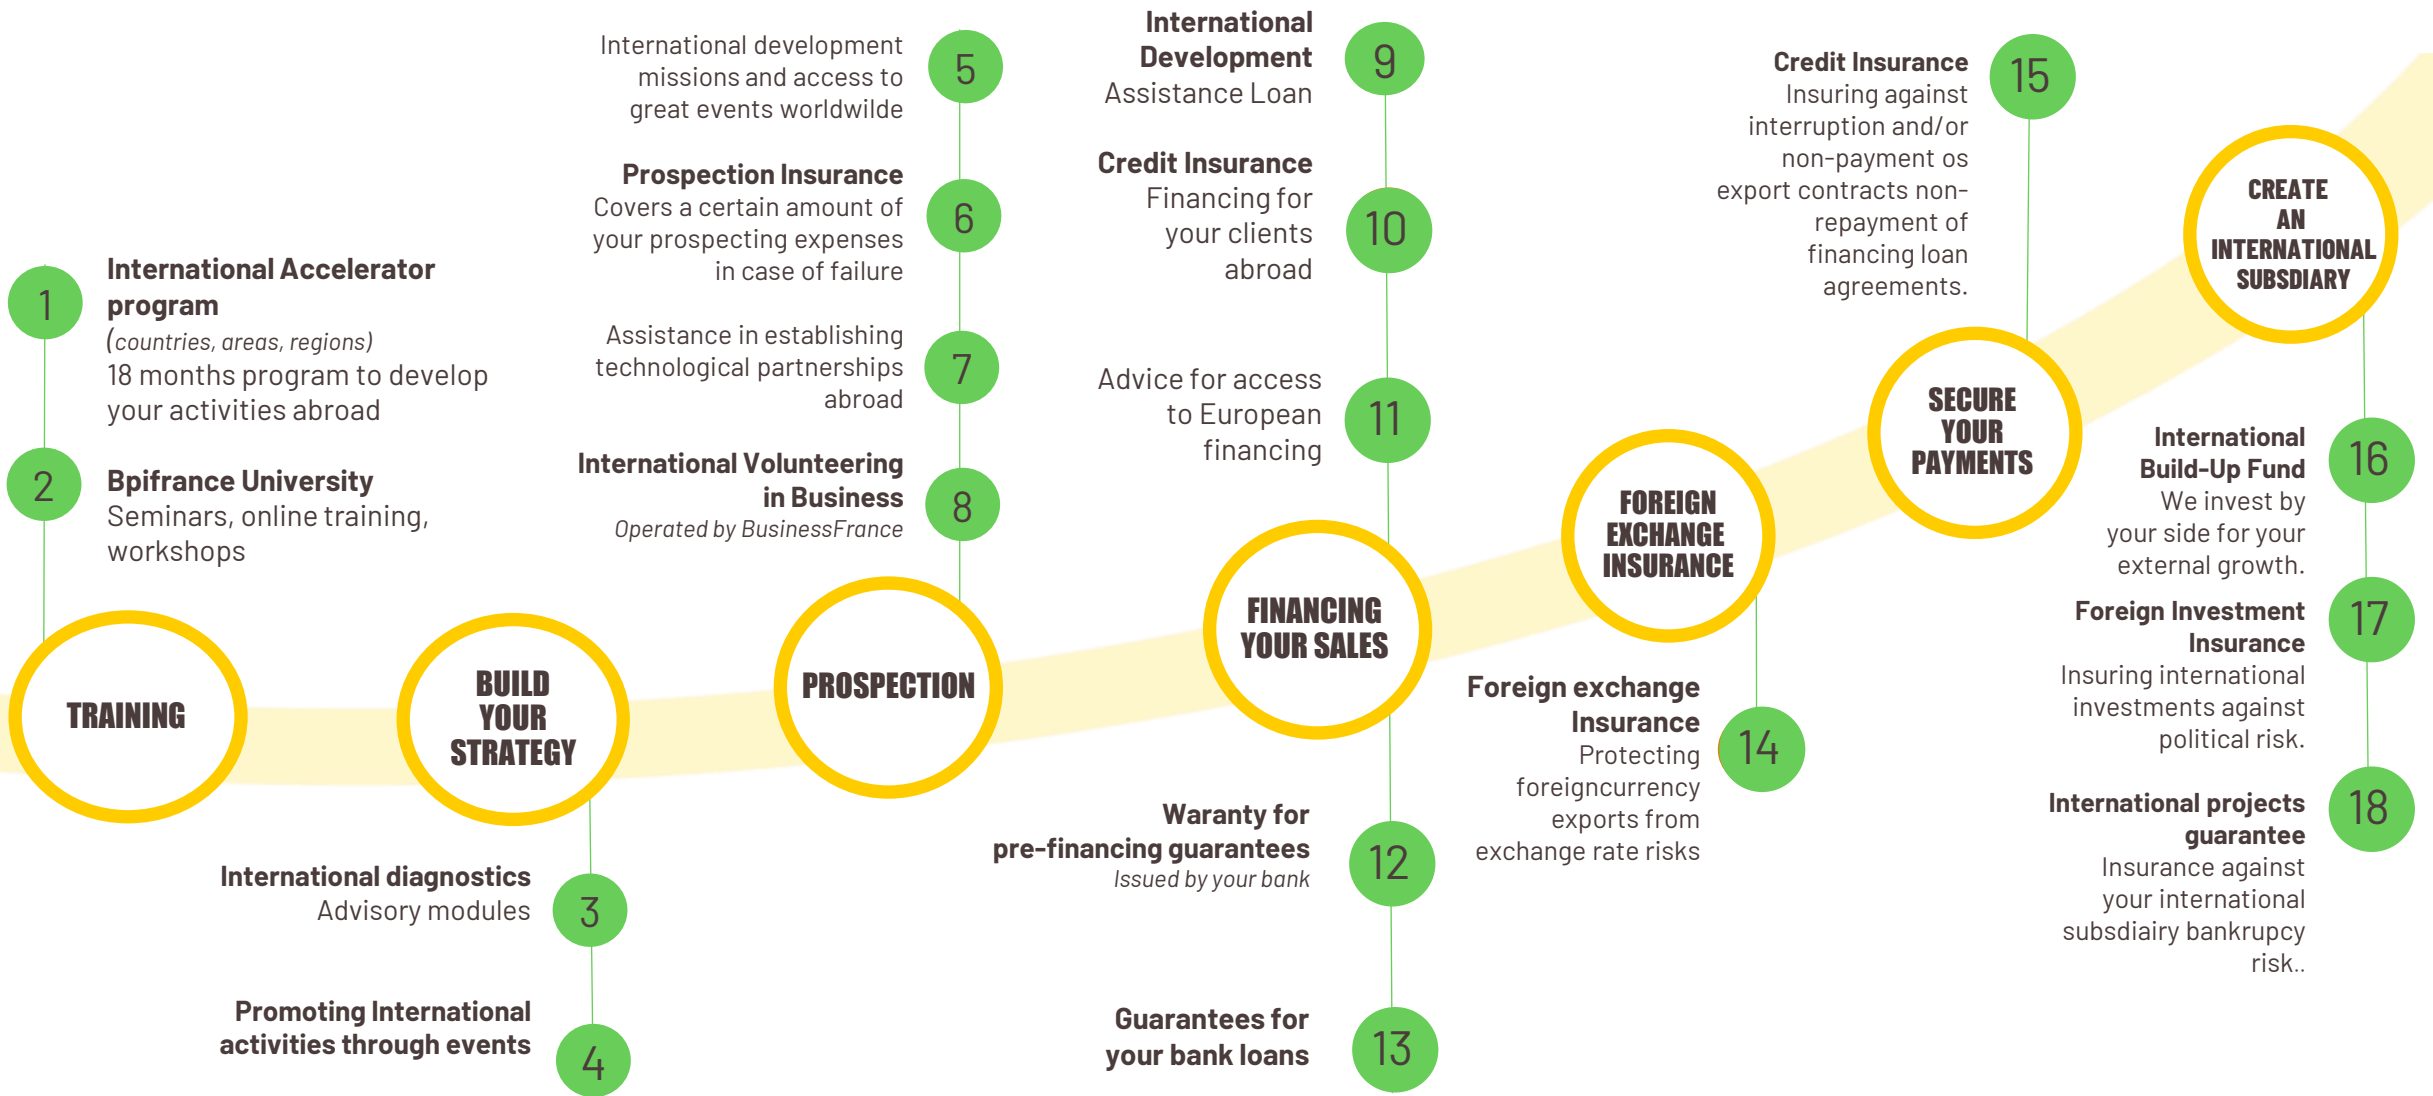 1
International Accelerator
program
(countries, areas, regions)
18 months program to develop
your activities abroad
2
Bpifrance University
Seminars, online training,
workshops
TRAINING
BUILD
YOUR
STRATEGY
International diagnostics
Advisory modules
3
Promoting International
activities through events
4
International development
missions and access to
great events worldwilde
5
Prospection Insurance
Covers a certain amount of
your prospecting expenses
in case of failure
6
Assistance in establishing
technological partnerships
abroad
7
International Volunteering
in Business
Operated by BusinessFrance
8
PROSPECTION
International
Development
Assistance Loan
9
Credit Insurance
Financing for
your clients
abroad
10
Advice for access
to European
financing
11
FINANCING
YOUR SALES
Waranty for
pre-financing guarantees
Issued by your bank
12
Guarantees for
your bank loans
13
FOREIGN
EXCHANGE
INSURANCE
Foreign exchange
Insurance
Protecting
foreigncurrency
exports from
exchange rate risks
14
Credit Insurance
Insuring against
interruption and/or
non-payment os
export contracts non-
repayment of
financing loan
agreements.
15
SECURE
YOUR
PAYMENTS
CREATE
AN
INTERNATIONAL
SUBSDIARY
International
Build-Up Fund
We invest by
your side for your
external growth.
16
Foreign Investment
Insurance
Insuring international
investments against
political risk.
17
International projects
guarantee
Insurance against
your international
subsdiairy bankrupcy
risk..
18